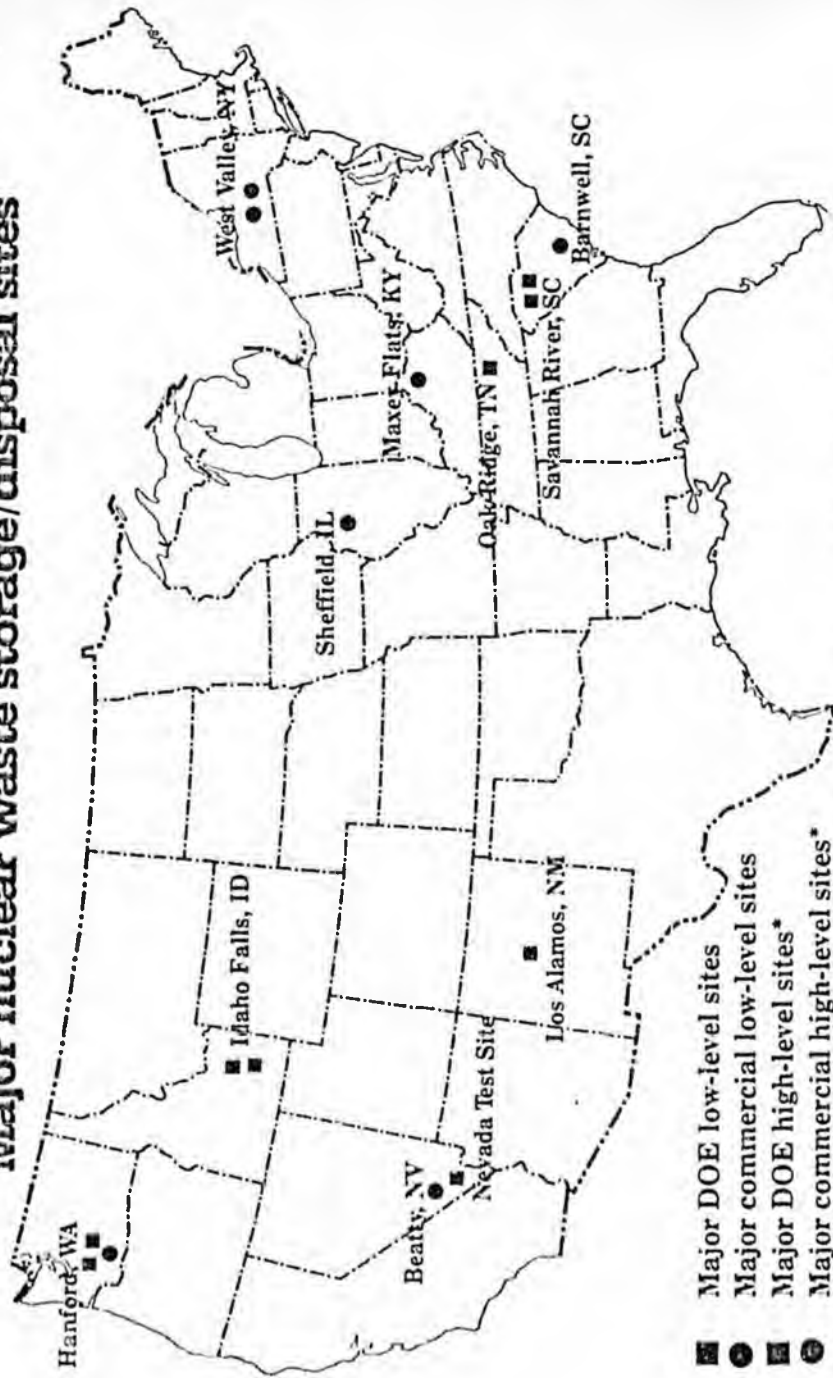 Major nuclear waste storage/disposal sites
Hanford, WA
Idaho Falls, ID
Beatty, NV
Nevada Test Site
Los Alamos, NM
Sheffield, IL
Maxey Flats, KY
West Valley, NY
Oak Ridge, TN
Savannah River, SC
Barnwell, SC
Major DOE low-level sites
Major commercial low-level sites
Major DOE high-level sites*
Major commercial high-level sites*